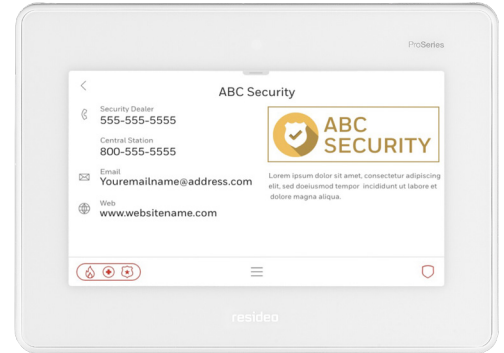 ProSeries
ABC Security
Security Dealer
555-555-5555
Central Station
800-555-5555
Email
Youremailname@address.com
Web
www.websitename.com
ABC
SECURITY
Lorem ipsum dolor sit amet, consectetur adipiscing
elit, sed doeiusmod tempor incididunt ut labore et
dolore magna aliqua.
resideo